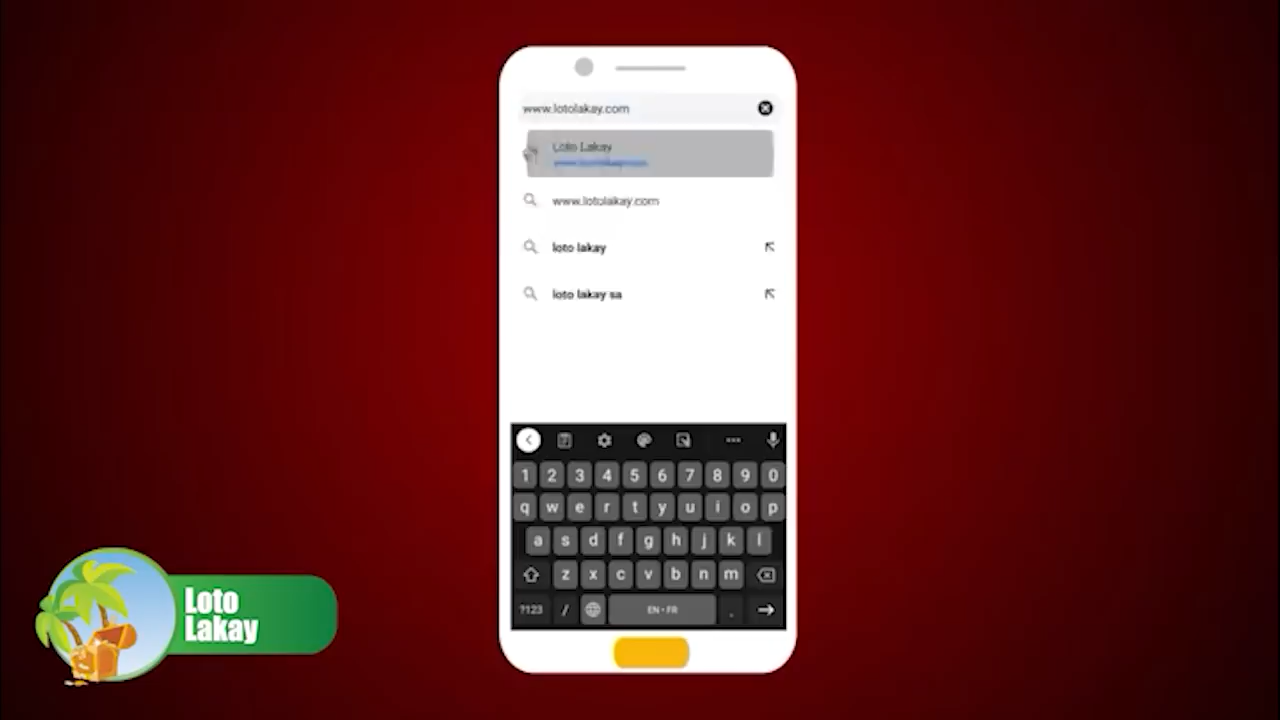 www.lotolakay.com
Loto Lakay
www.lotolakay.com
loto lakay
loto lakay sa
1 2 3 4 5 6 7 8 9 0
q w e r t y u i o p
a s d f g h j k l
z x c v b n m
?123 / EN • FR .
Loto
Lakay